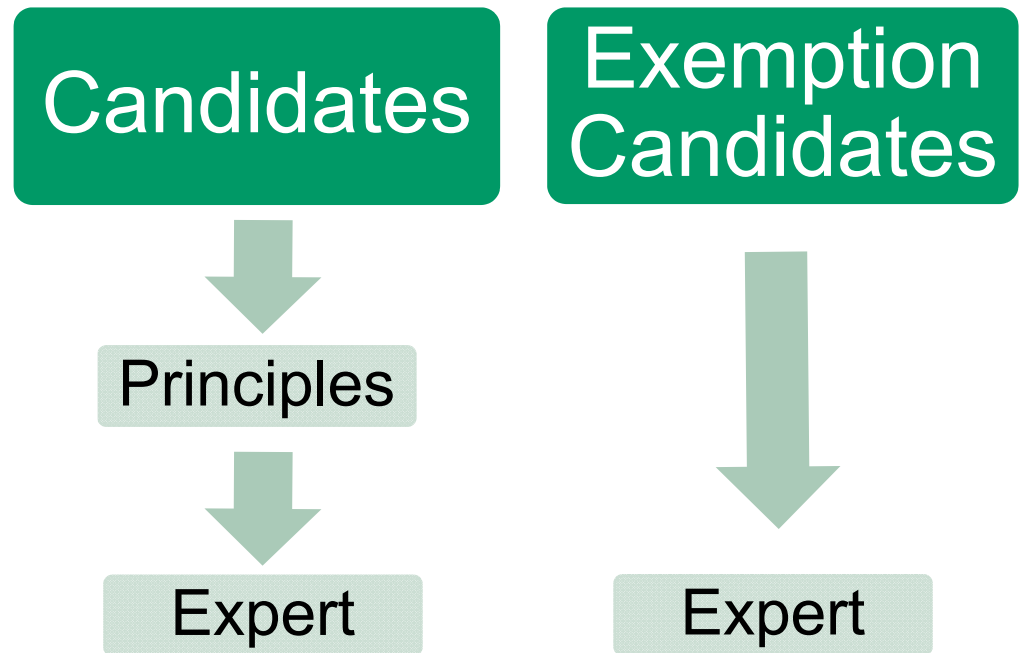 Candidates
Principles
Expert
Exemption
Candidates
Expert